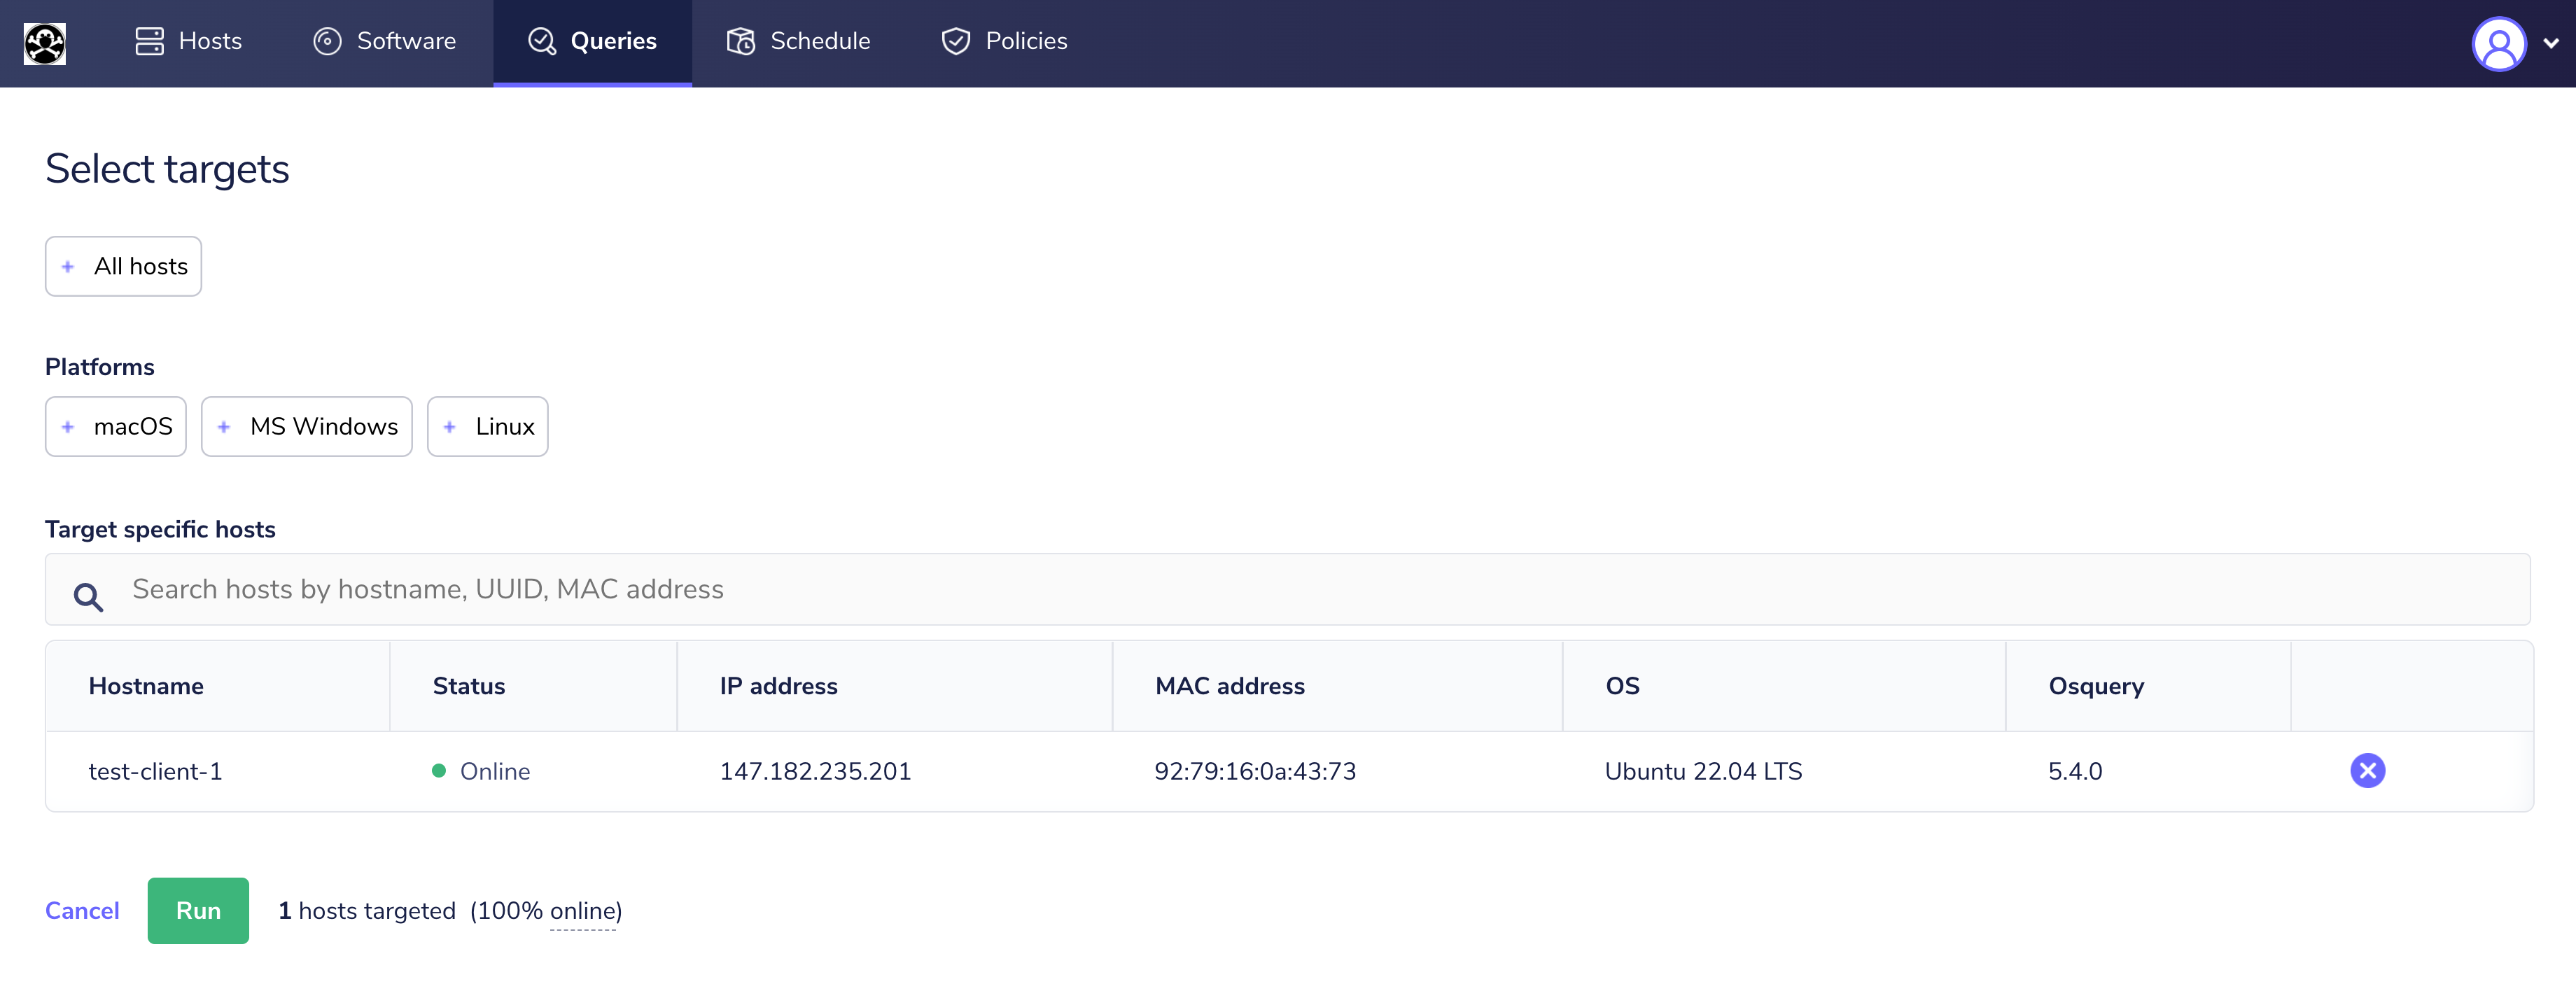 Hosts Software Queries Schedule Policies
Select targets
+ All hosts
Platforms
+ macOS + MS Windows + Linux
Target specific hosts
Search hosts by hostname, UUID, MAC address
Hostname Status IP address MAC address OS Osquery
test-client-1 Online 147.182.235.201 92:79:16:0a:43:73 Ubuntu 22.04 LTS 5.4.0
Cancel Run 1 hosts targeted (100% online)